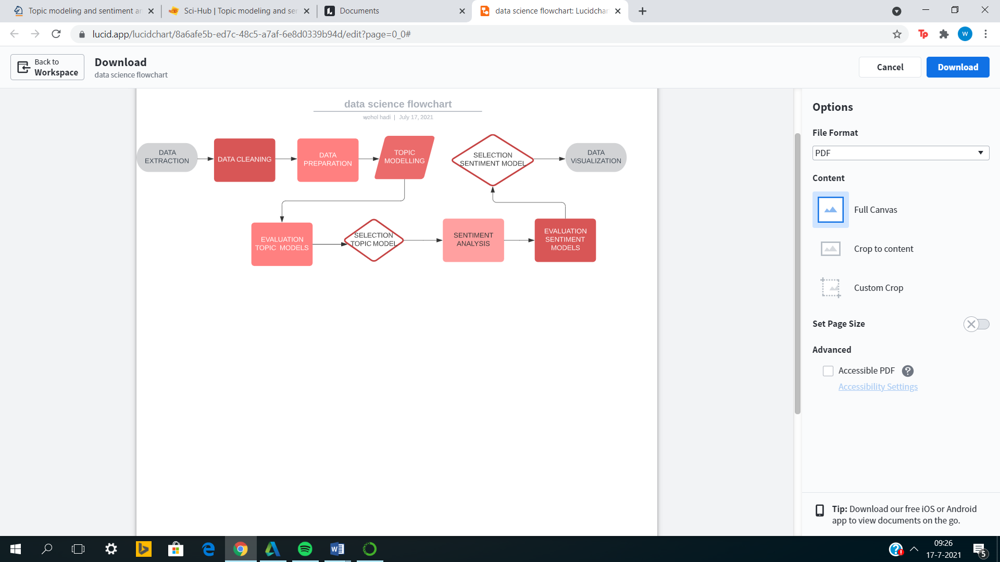 Topic modeling and sentiment an
Sci-Hub | Topic modeling and ser
Documents
data science flowchart: Lucidchar
lucid.app/lucidchart/8a6afe5b-ed7c-48c5-a7af-6e8d0339b94d/edit?page=0_0#
W
Back to
Workspace
Download
data science flowchart
Cancel
Download
data science flowchart
wehel hadi | July 17, 2021
DATA
EXTRACTION
DATA CLEANING
DATA
PREPARATION
TOPIC
MODELLING
SELECTION
SENTIMENT MODEL
DATA
ViSUALIZATION
EVALUATION
TOPIC MODELS
SELECTION
TOPIC MODEL
SENTIMENT
ANALYSIS
EVALUATION
SENTIMENT
MODELS
Options
File Format
PDF
Content
Full Canvas
Crop to content
Custom Crop
Set Page Size
Advanced
Accessible PDF
Accessibility Settings
Tip: Download our free iOS or Android
app to view documents on the go.
09:26
17-7-2021
5